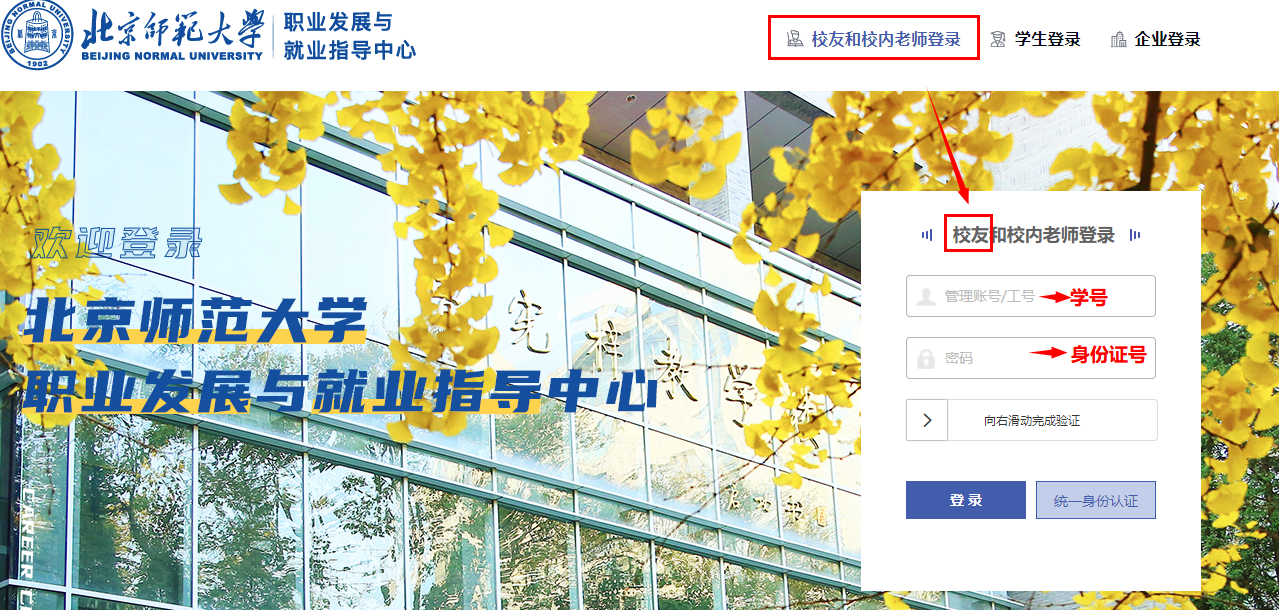 北京师范大学
BEIJING NORMAL UNIVERSITY
BEIJING NORMAL UNIVERSITY
1902
职业发展与
就业指导中心
校友和校内老师登录
学生登录
企业登录
欢迎登录
北京师范大学
职业发展与就业指导中心
CAREER
校友和校内老师登录
管理账号/工号
学号
密码
身份证号
向右滑动完成验证
登 录
统一身份认证